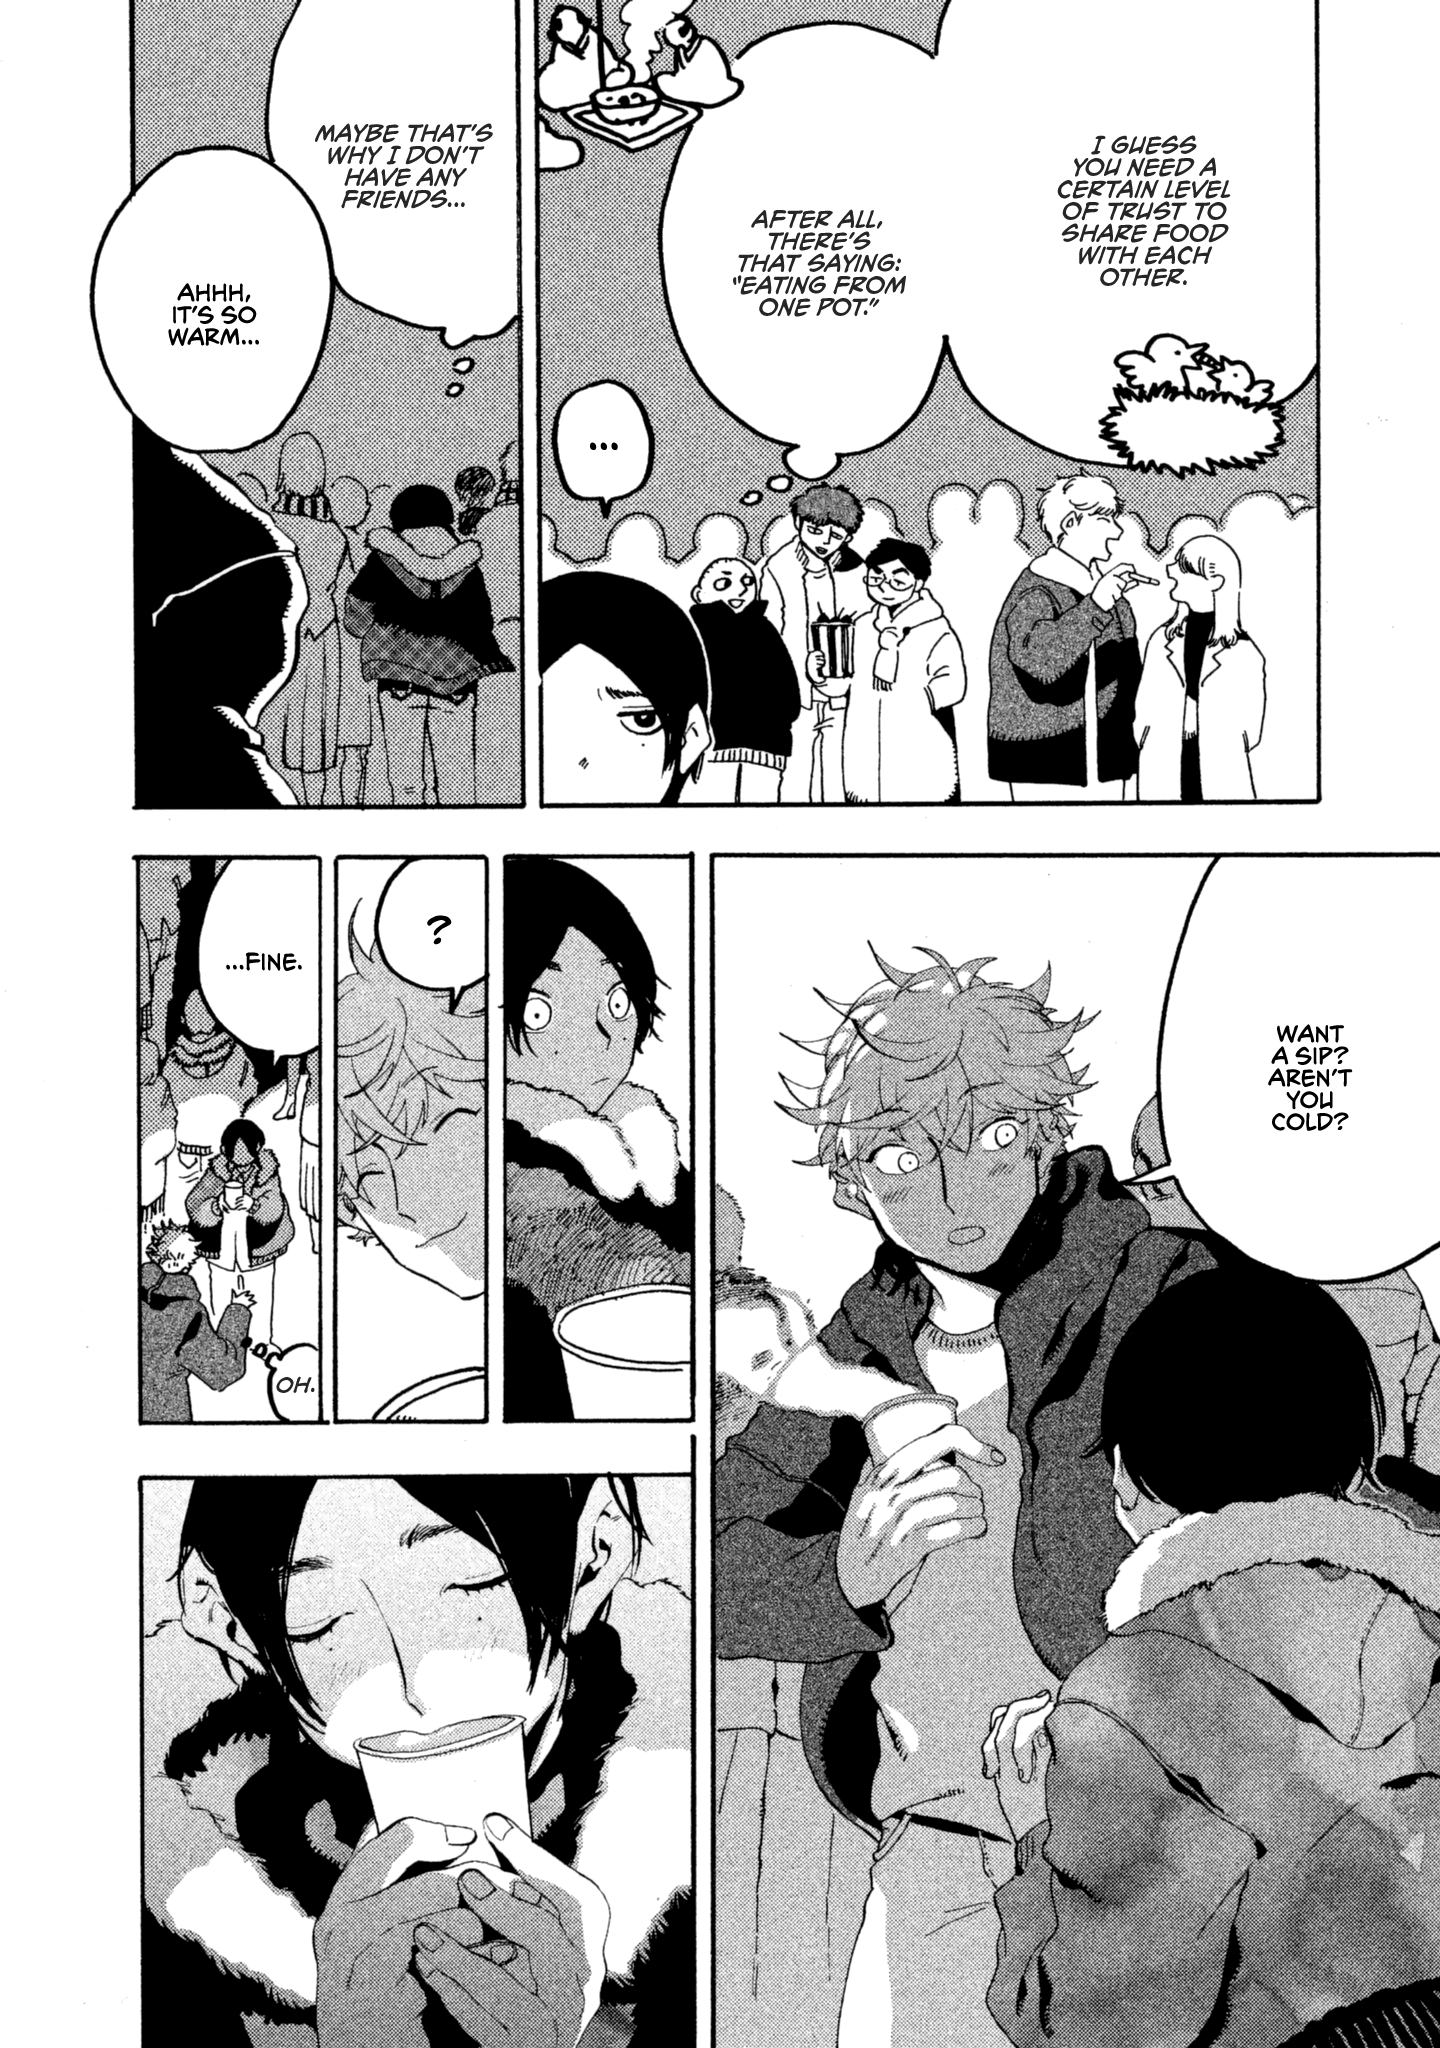 I GUESS
YOU NEED A
CERTAIN LEVEL
OF TRUST TO
SHARE FOOD
WITH EACH
OTHER.
AFTER ALL,
THERE'S
THAT SAYING:
"EATING FROM
ONE POT."
...
MAYBE THAT'S
WHY I DON'T
HAVE ANY
FRIENDS...
AHHH,
IT'S SO
WARM...
WANT
A SIP?
AREN'T
YOU
COLD?
?
...FINE.
OH.